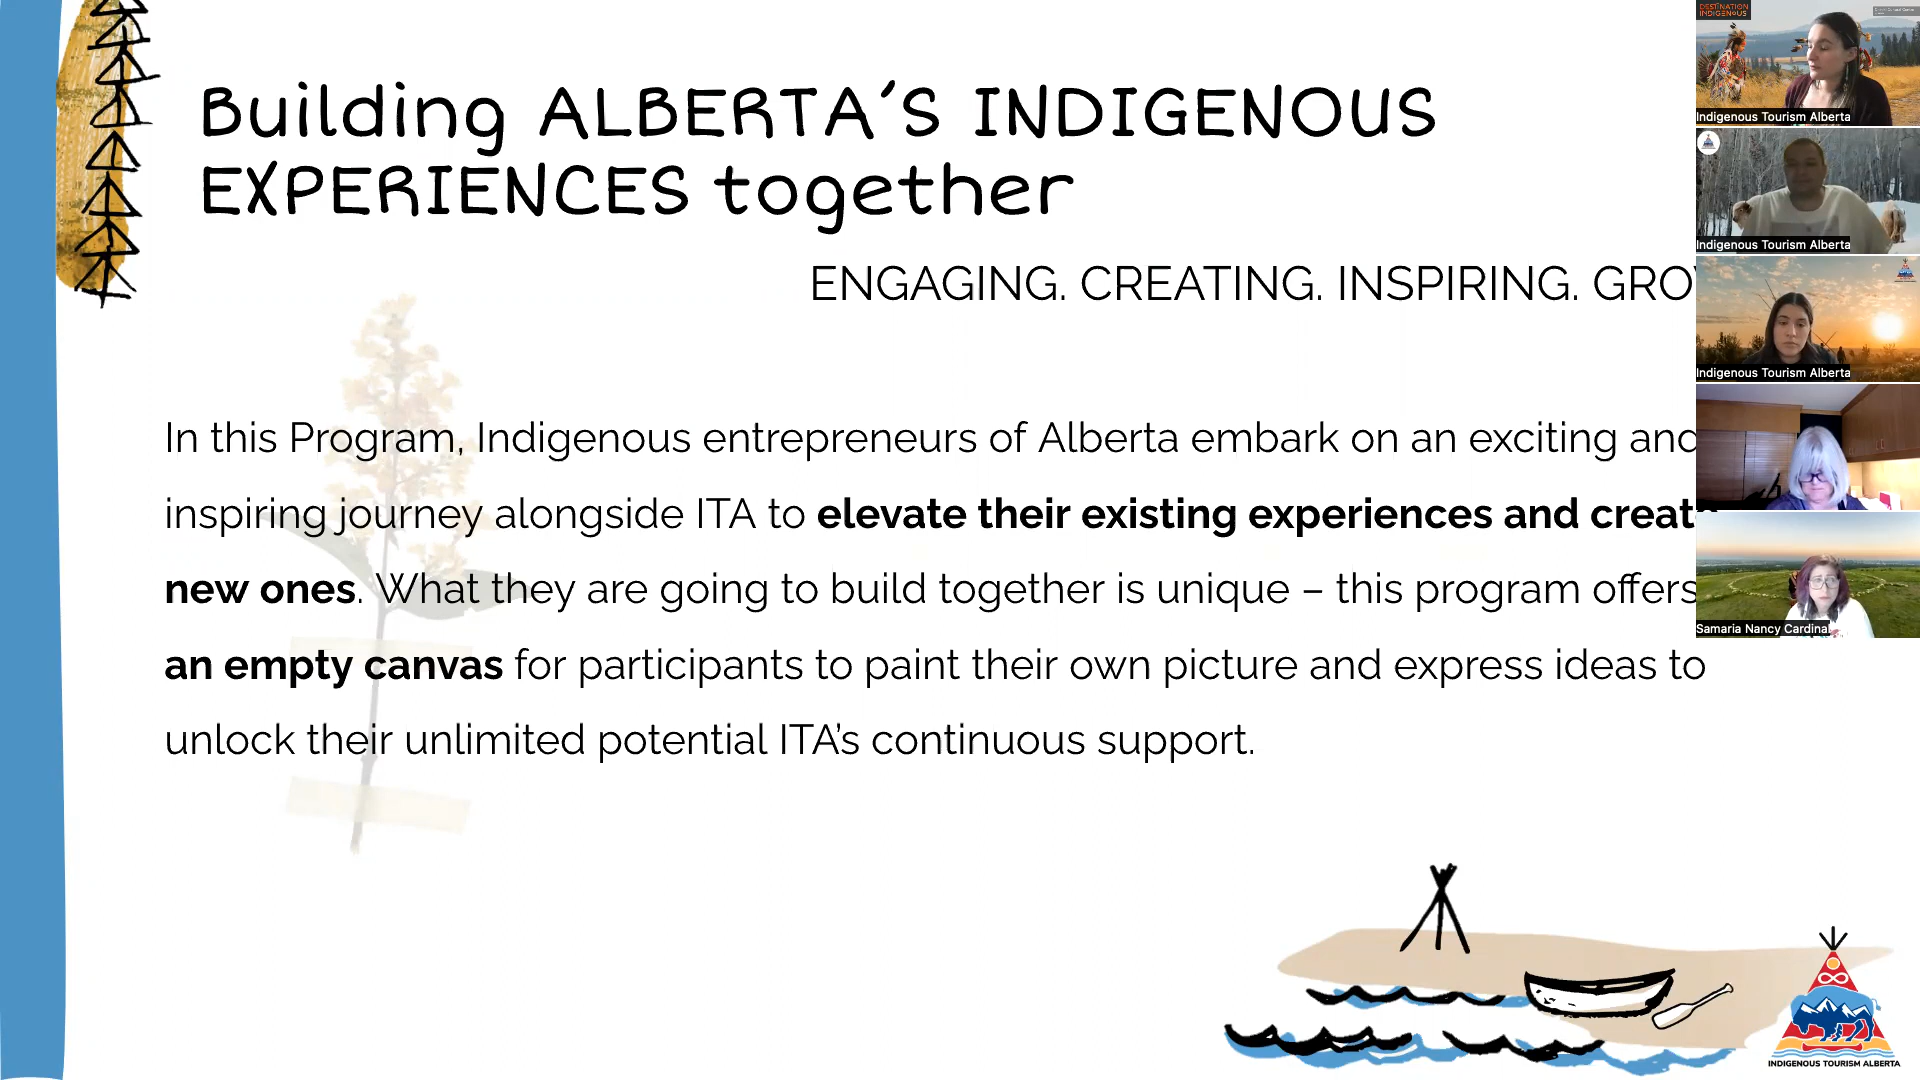 Building ALBERTA'S INDIGENOUS
EXPERIENCES together
ENGAGING. CREATING. INSPIRING.
In this Program, Indigenous entrepreneurs of Alberta embark on an exciting and
inspiring journey alongside ITA to elevate their existing experiences and create
new ones. What they are going to build together is unique – this program offers
an empty canvas for participants to paint their own picture and express ideas to
unlock their unlimited potential ITA's continuous support.
INDIGENOUS TOURISM ALBERTA
DESTINATION
INDIGENOUS
Indigenous Tourism Alberta
Indigenous Tourism Alberta
Indigenous Tourism Alberta
Samaria Nancy Cardinal